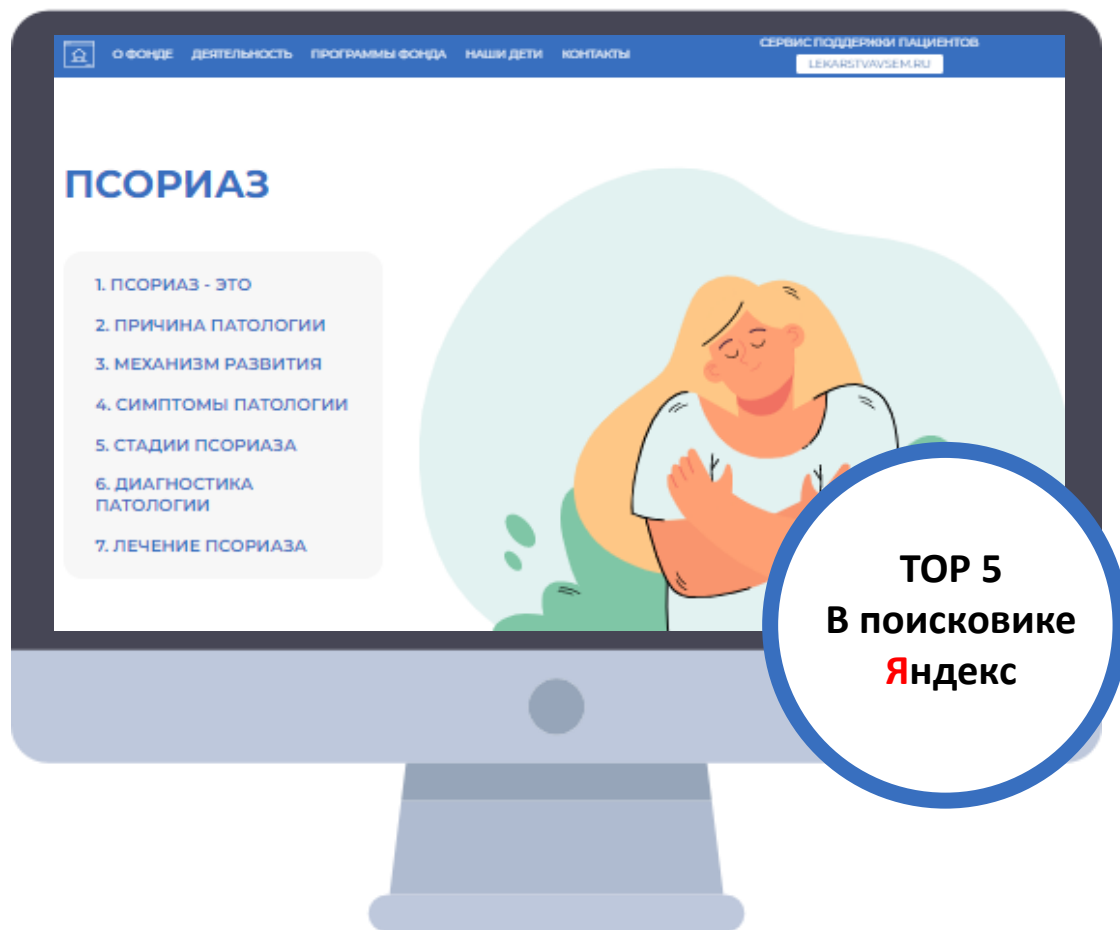 О ФОНДЕ ДЕЯТЕЛЬНОСТЬ ПРОГРАММЫ ФОНДА НАШИ ДЕТИ КОНТАКТЫ
СЕРВИС ПОДДЕРЖКИ ПАЦИЕНТОВ
LEKARSTVAVSEM.RU
ПСОРИАЗ
1. ПСОРИАЗ - ЭТО
2. ПРИЧИНА ПАТОЛОГИИ
3. МЕХАНИЗМ РАЗВИТИЯ
4. СИМПТОМЫ ПАТОЛОГИИ
5. СТАДИИ ПСОРИАЗА
6. ДИАГНОСТИКА
ПАТОЛОГИИ
7. ЛЕЧЕНИЕ ПСОРИАЗА
TOP 5
В поисковике
Яндекс